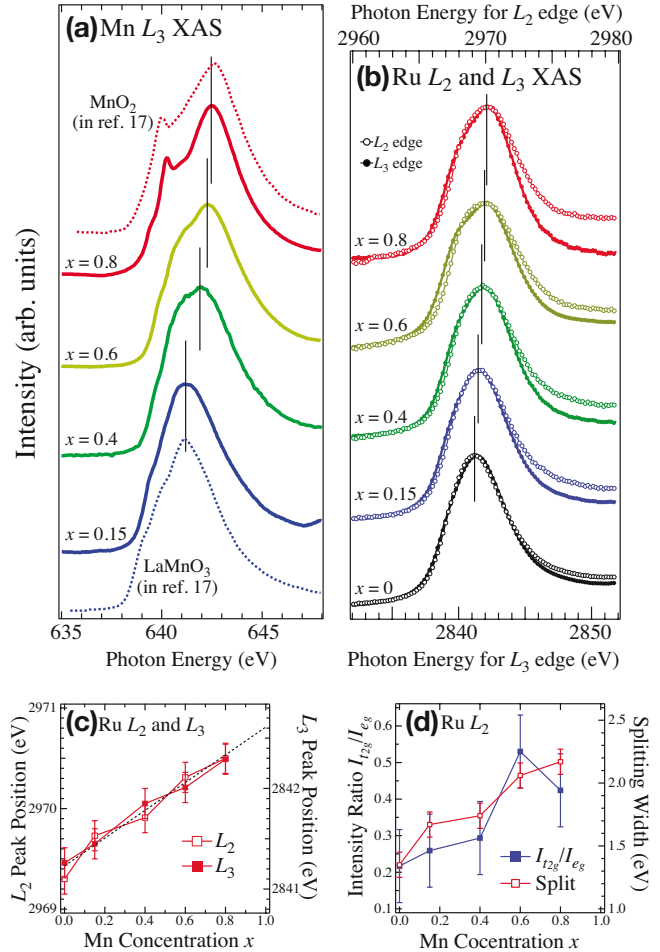 Photon Energy for L2 edge (eV)
2960 2970 2980
(a) Mn L3 XAS
MnO2
(in ref. 17)
x = 0.8
x = 0.6
x = 0.4
x = 0.15
LaMnO3
(in ref. 17)
Intensity (arb. units)
635 640 645
Photon Energy (eV)
(b) Ru L2 and L3 XAS
L2 edge
L3 edge
x = 0.8
x = 0.6
x = 0.4
x = 0.15
x = 0
2840 2850
Photon Energy for L3 edge (eV)
(c) Ru L2 and L3
L2 Peak Position (eV)
2971
2970
2969
L3 Peak Position (eV)
2842
2841
L2
L3
0.0 0.2 0.4 0.6 0.8 1.0
Mn Cocentration x
(d) Ru L2
Intensity Ratio It2g/Ieg
0.6
0.5
0.4
0.3
0.2
0.1
Splitting Width (eV)
2.5
2.0
1.5
1.0
It2g/Ieg
Split
0.0 0.2 0.4 0.6 0.8 1.0
Mn Cocentration x